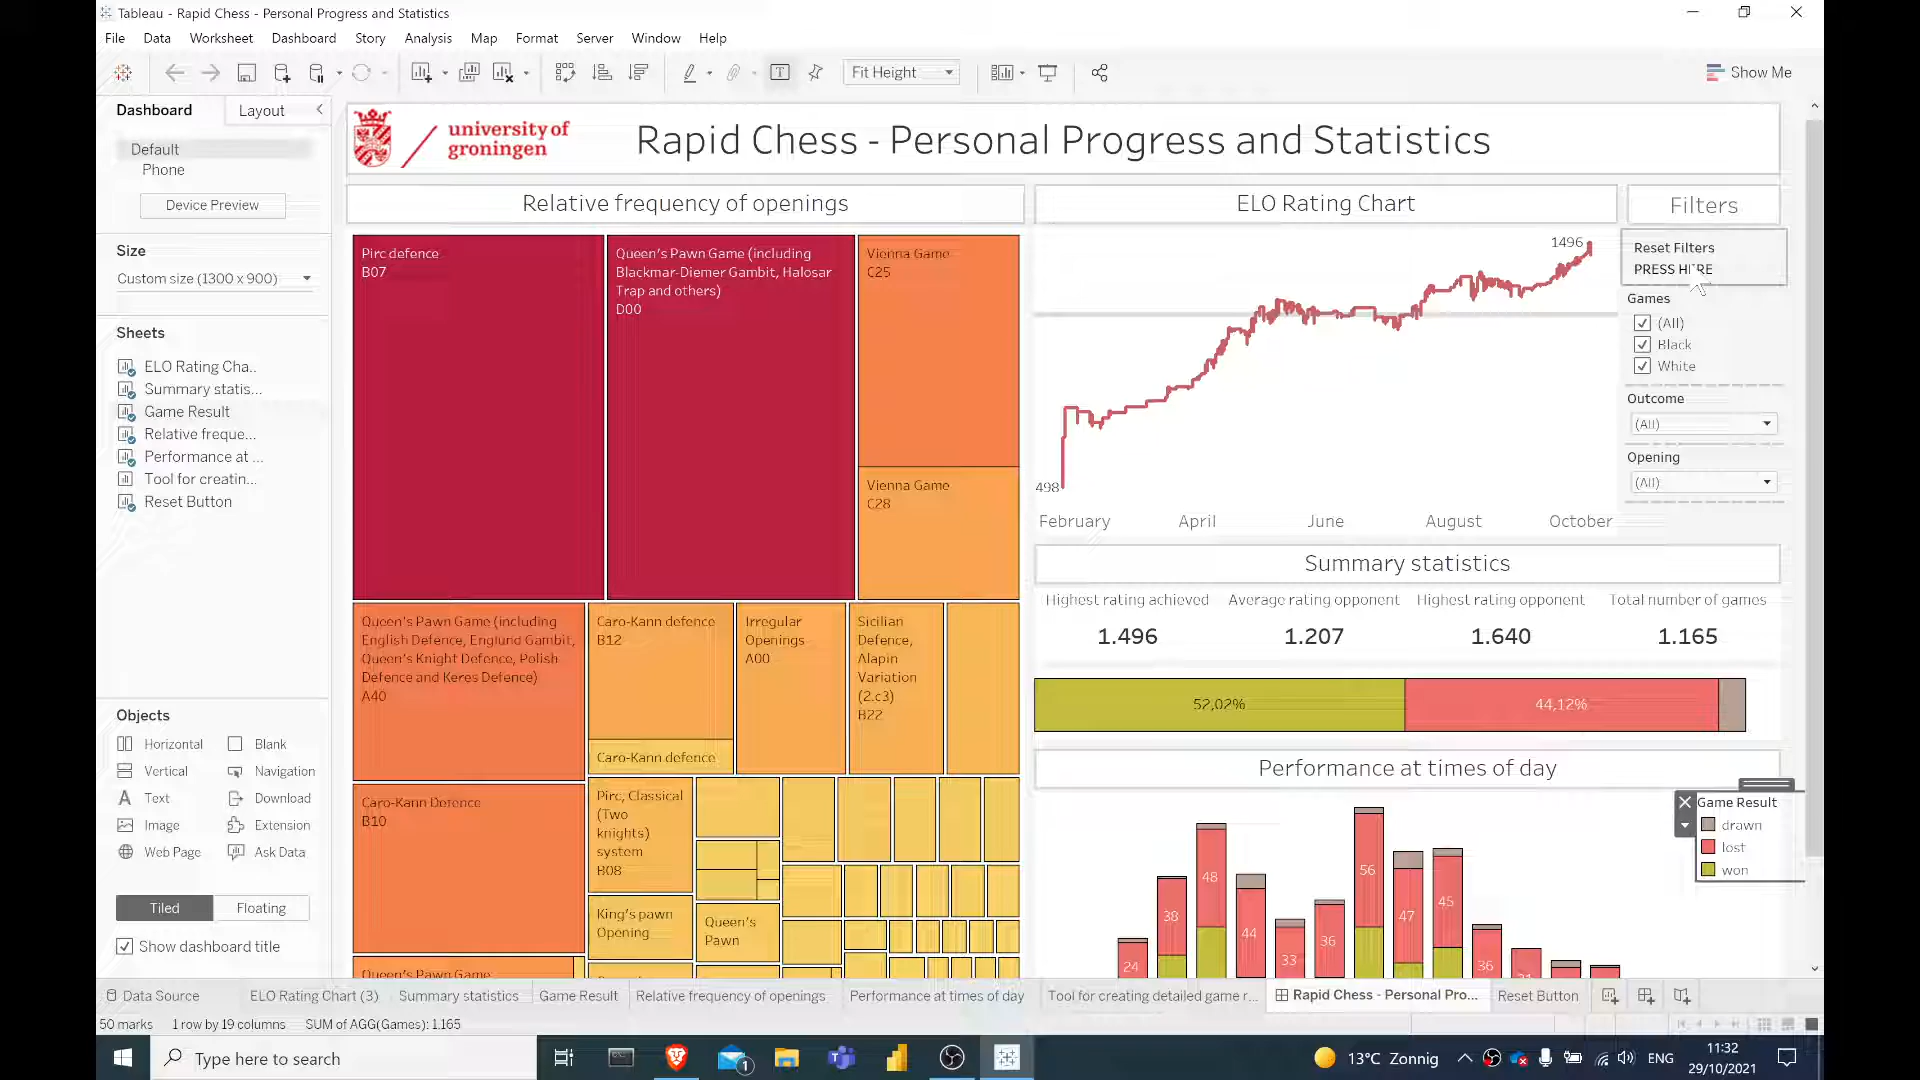 Tableau - Rapid Chess - Personal Progress and Statistics
File Data Worksheet Dashboard Story Analysis Map Format Server Window Help
Fit Height
Show Me
Dashboard Layout
Default
Phone
Device Preview
Size
Custom size (1300 x 900)
Sheets
ELO Rating Cha..
Summary statis...
Game Result
Relative freque...
Performance at ...
Tool for creatin...
Reset Button
Objects
Horizontal Blank
Vertical Navigation
Text Download
Image Extension
Web Page Ask Data
Tiled Floating
Show dashboard title
university of
groningen
Rapid Chess - Personal Progress and Statistics
Relative frequency of openings
Pirc defence
B07
Queen's Pawn Game (including
Blackmar-Diemer Gambit, Halosar
Trap and others)
D00
Vienna Game
C25
Vienna Game
C28
Queen's Pawn Game (including
English Defence, Englund Gambit,
Queen's Knight Defence, Polish
Defence and Keres Defence)
A40
Caro-Kann defence
B12
Irregular
Openings
A00
Sicilian
Defence,
Alapin
Variation
(2.c3)
B22
Caro-Kann defence
Caro-Kann Defence
B10
Pirc, Classical
(Two
knights)
system
B08
King's pawn
Opening
Queen's
Pawn
Queen's Pawn Game
ELO Rating Chart
1496
498
February April June August October
Filters
Reset Filters
PRESS HERE
Games
(All)
Black
White
Outcome
(All)
Opening
(All)
Summary statistics
Highest rating achieved Average rating opponent Highest rating opponent Total number of games
1.496 1.207 1.640 1.165
52,02% 44,12%
Performance at times of day
24 38 48 44 33 36 56 47 45 36
Game Result
drawn
lost
won
Data Source ELO Rating Chart (3) Summary statistics Game Result Relative frequency of openings Performance at times of day Tool for creating detailed game r... Rapid Chess - Personal Pro... Reset Button
50 marks 1 row by 19 columns SUM of AGG(Games): 1.165
Type here to search
1
13°C Zonnig
ENG
11:32
29/10/2021